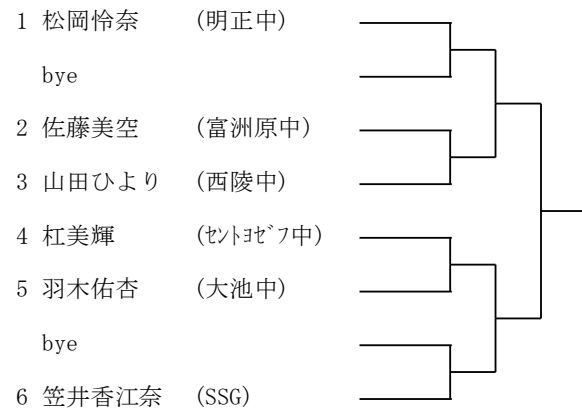 1 松岡怜奈 (明正中)
bye
2 佐藤美空 (富洲原中)
3 山田ひより (西陵中)
4 杠美輝 (ｾﾝﾄﾖｾﾞﾌ中)
5 羽木佑杏 (大池中)
bye
6 笠井香江奈 (SSG)